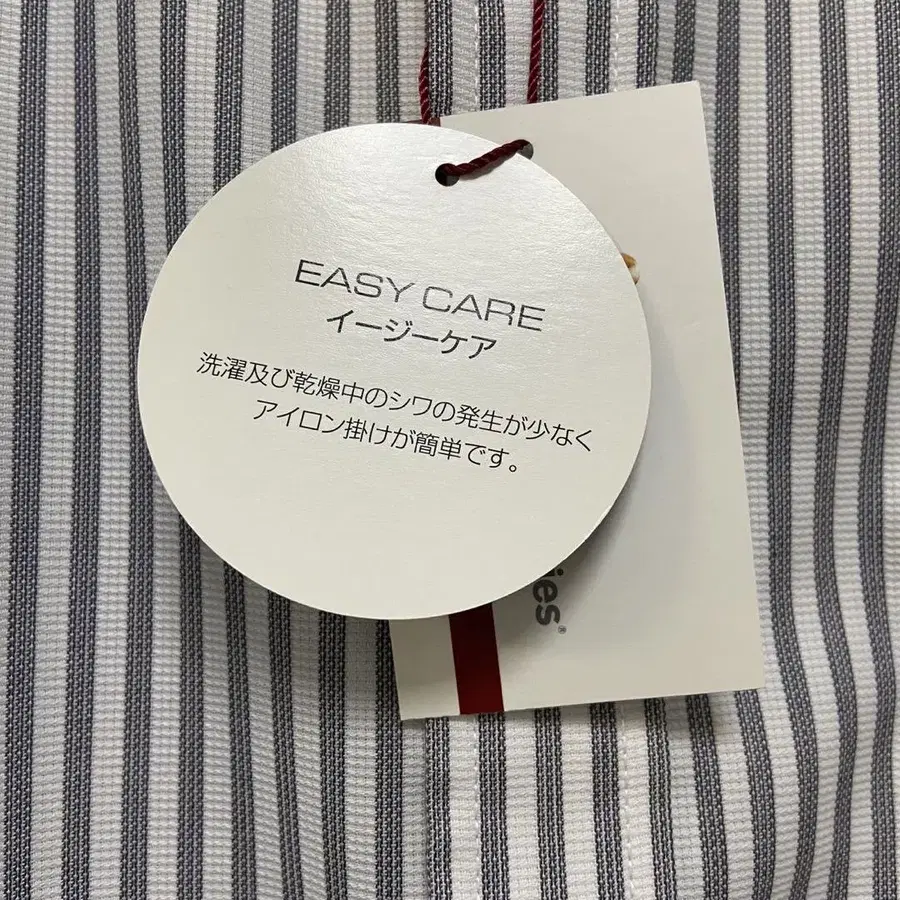 EASY CARE
イージーケア
洗濯及び乾燥中のシワの発生が少なく
アイロン掛けが簡単です。